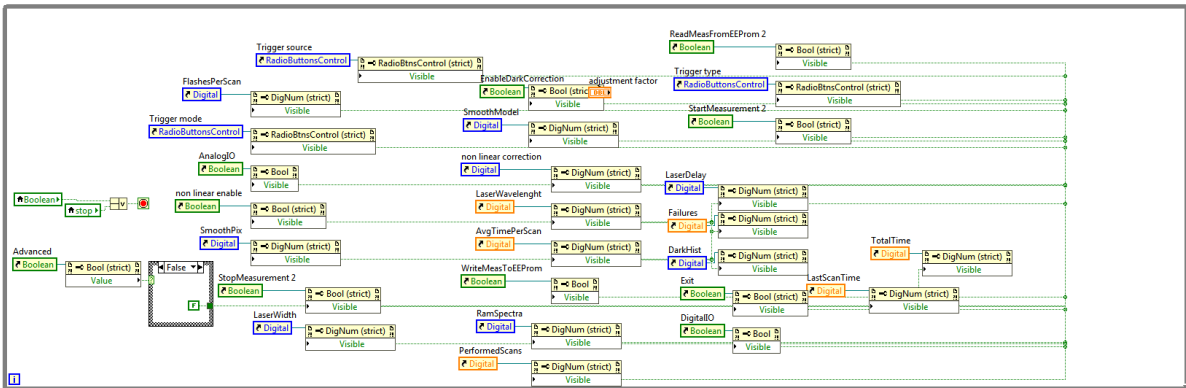 ReadMeasFromEEProm 2
Boolean
Bool (strict)
Visible
Trigger source
RadioButtonsControl
RadioBtnsControl (strict)
Visible
EnableDarkCorrection
Boolean
Bool (stric
Visible
adjustment factor
Trigger type
RadioButtonsControl
RadioBtnsControl (strict)
Visible
FlashesPerScan
Digital
DigNum (strict)
Visible
SmoothModel
Digital
DigNum (strict)
Visible
StartMeasurement 2
Boolean
Bool (strict)
Visible
Trigger mode
RadioButtonsControl
RadioBtnsControl (strict)
Visible
AnalogIO
Boolean
Bool
Visible
non linear correction
Digital
DigNum (strict)
Visible
LaserDelay
Digital
DigNum (strict)
Visible
Boolean
stop
V
non linear enable
Boolean
Bool (strict)
Visible
LaserWavelenght
Digital
DigNum (strict)
Visible
Failures
Digital
DigNum (strict)
Visible
SmoothPix
Digital
DigNum (strict)
Visible
AvgTimePerScan
Digital
DigNum (strict)
Visible
DarkHist
Digital
DigNum (strict)
Visible
TotalTime
Digital
DigNum (strict)
Visible
Advanced
Boolean
Bool (strict)
Value
False
F
StopMeasurement 2
Boolean
Bool (strict)
Visible
WriteMeasToEEProm
Boolean
Bool
Visible
Exit
Boolean
Bool (strict)
Visible
LastScanTime
Digital
DigNum (strict)
Visible
LaserWidth
Digital
DigNum (strict)
Visible
RamSpectra
Digital
DigNum (strict)
Visible
DigitalIO
Boolean
Bool
Visible
PerformedScans
Digital
DigNum (strict)
Visible
i